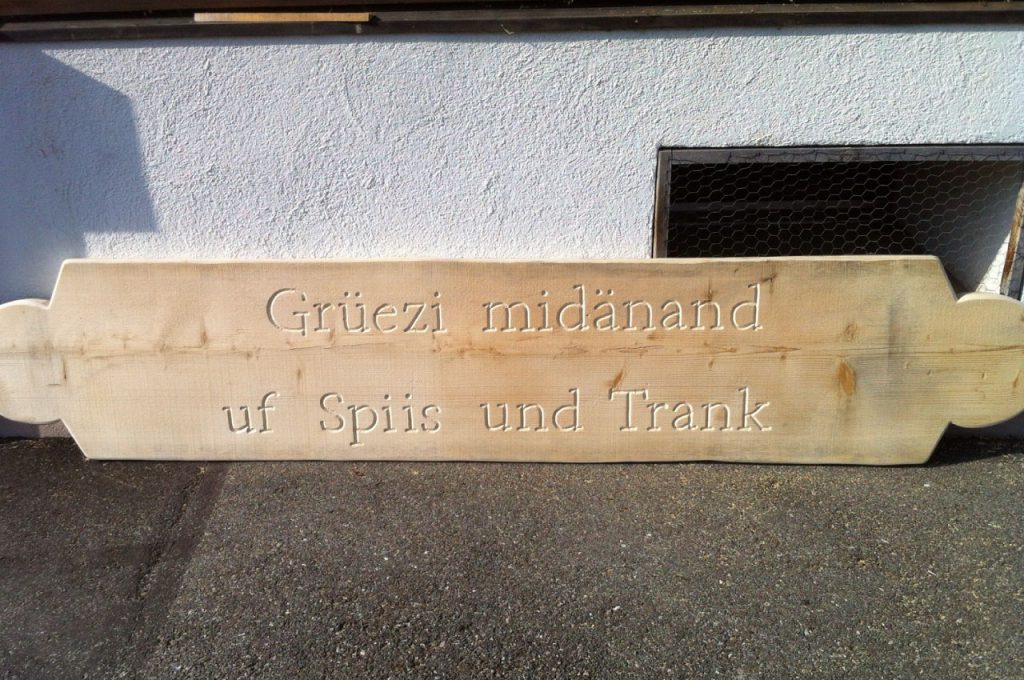 Grüezi midänand
uf Spiis und Trank